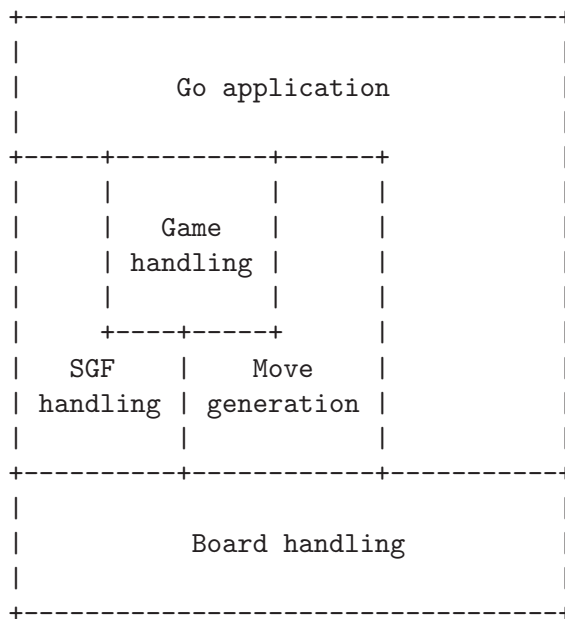 Go application
Game
handling
SGF
handling
Move
generation
Board handling